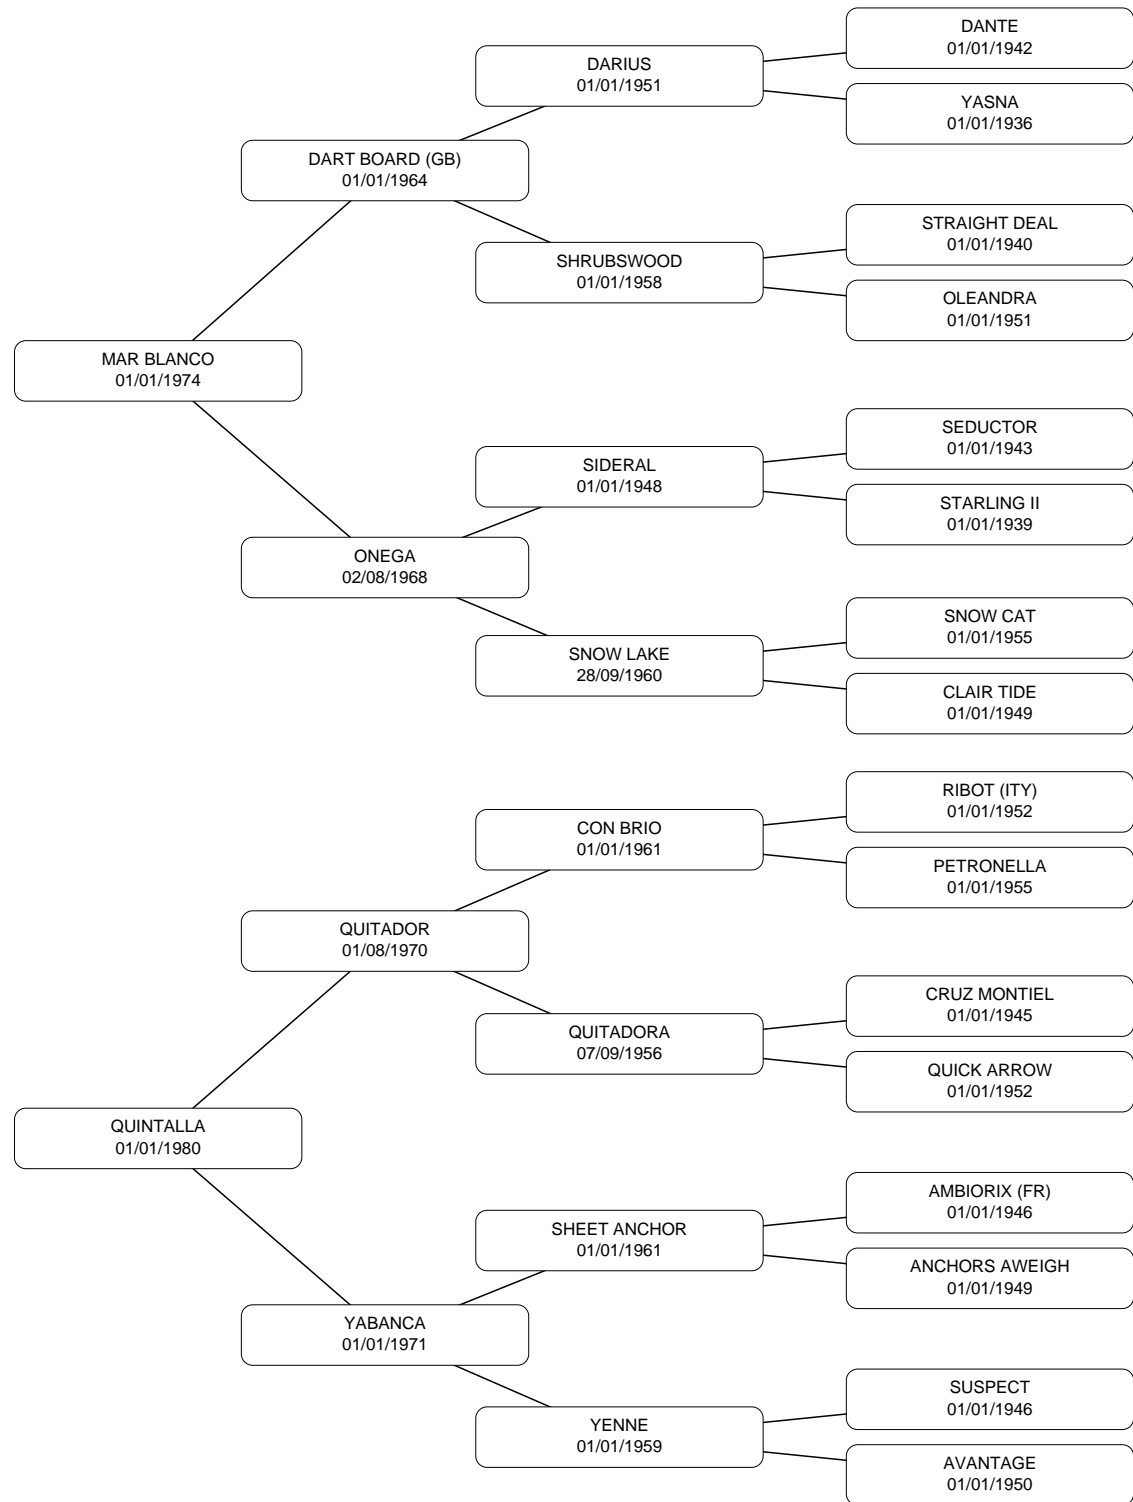 DANTE
01/01/1942
DARIUS
01/01/1951
YASNA
01/01/1936
DART BOARD (GB)
01/01/1964
STRAIGHT DEAL
01/01/1940
SHRUBSWOOD
01/01/1958
OLEANDRA
01/01/1951
MAR BLANCO
01/01/1974
SEDUCTOR
01/01/1943
SIDERAL
01/01/1948
STARLING II
01/01/1939
ONEGA
02/08/1968
SNOW CAT
01/01/1955
SNOW LAKE
28/09/1960
CLAIR TIDE
01/01/1949
RIBOT (ITY)
01/01/1952
CON BRIO
01/01/1961
PETRONELLA
01/01/1955
QUITADOR
01/08/1970
CRUZ MONTIEL
01/01/1945
QUITADORA
07/09/1956
QUICK ARROW
01/01/1952
QUINTALLA
01/01/1980
AMBIORIX (FR)
01/01/1946
SHEET ANCHOR
01/01/1961
ANCHORS AWEIGH
01/01/1949
YABANCA
01/01/1971
SUSPECT
01/01/1946
YENNE
01/01/1959
AVANTAGE
01/01/1950